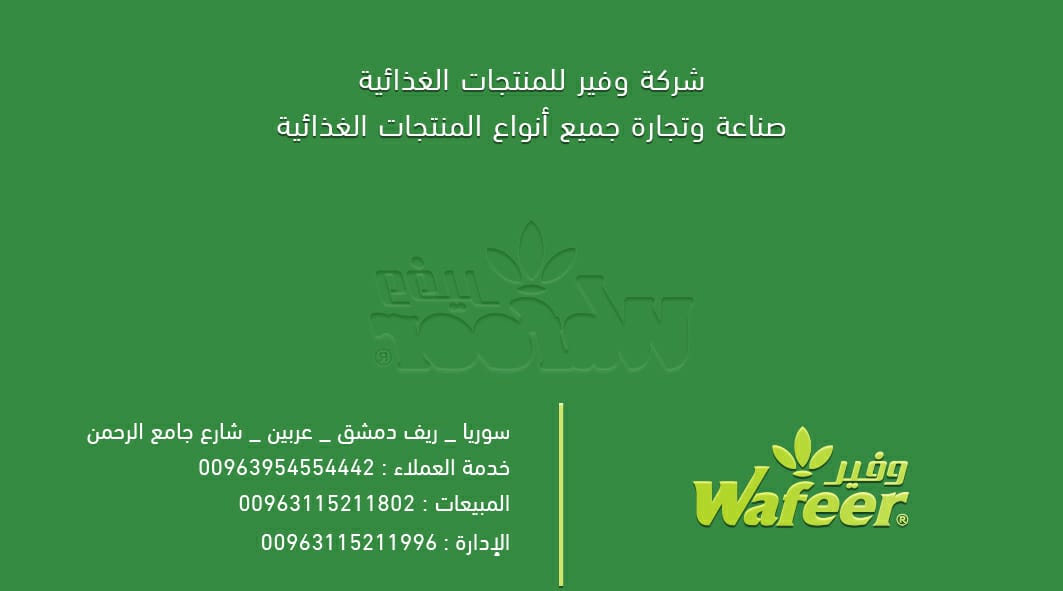 شركة وفير للمنتجات الغذائية
صناعة وتجارة جميع أنواع المنتجات الغذائية
سوريا _ ريف دمشق _ عربين _ شارع جامع الرحمن
خدمة العملاء : 00963954554442
المبيعات : 00963115211802
الإدارة : 00963115211996
وفير
Wafeer®